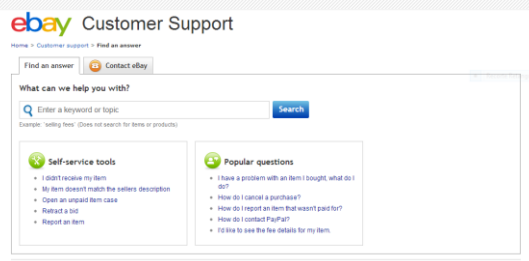 ebay Customer Support
Home > Customer support > Find an answer
Find an answer
Contact eBay
What can we help you with?
Enter a keyword or topic
Search
Example: 'selling fees' (Does not search for items or products)
Self-service tools
I didn't receive my item
My item doesn't match the sellers description
Open an unpaid item case
Retract a bid
Report an item
Popular questions
I have a problem with an item I bought, what do I
do?
How do I cancel a purchase?
How do I report an item that wasn't paid for?
How do I contact PayPal?
I'd like to see the fee details for my item.